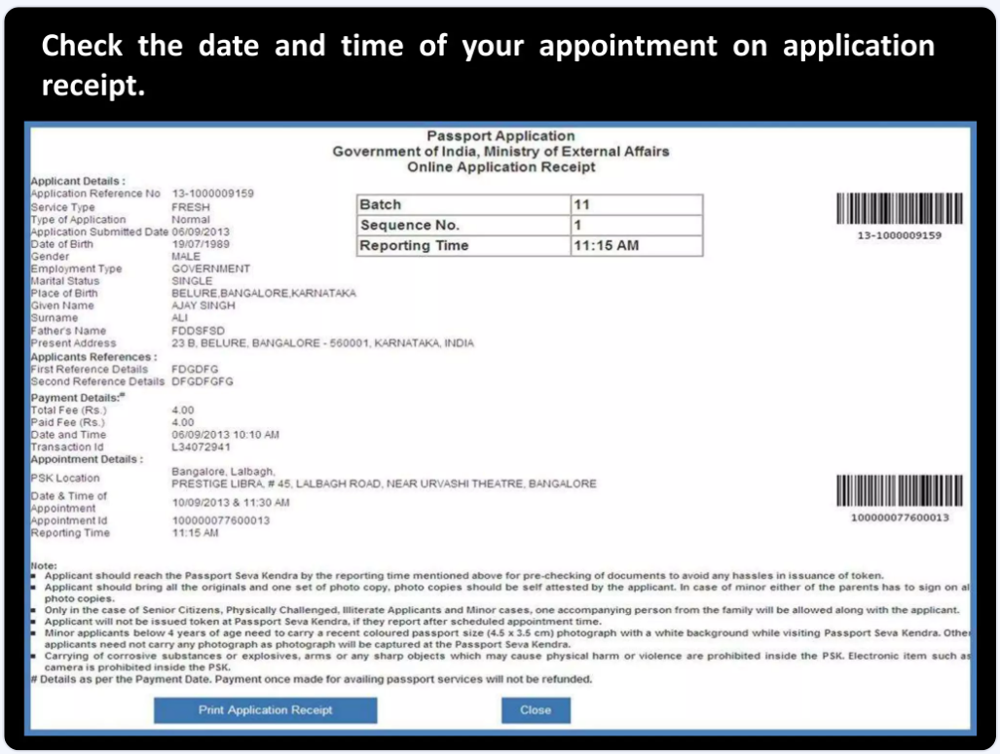 Check the date and time of your appointment on application
receipt.
Passport Application
Government of India, Ministry of External Affairs
Online Application Receipt
Applicant Details :
Application Reference No 13-1000009159
Service Type FRESH
Type of Application Normal
Application Submitted Date 06/09/2013
Date of Birth 19/07/1989
Gender MALE
Employment Type GOVERNMENT
Marital Status SINGLE
Place of Birth BELURE,BANGALORE,KARNATAKA
Given Name AJAY SINGH
Surname ALI
Father's Name FDDSFSD
Present Address 23 B, BELURE, BANGALORE - 560001, KARNATAKA, INDIA
Batch 11
Sequence No. 1
Reporting Time 11:15 AM
13-1000009159
Applicants References :
First Reference Details FDGDFG
Second Reference Details DFGDFGFG
Payment Details:#
Total Fee (Rs.) 4.00
Paid Fee (Rs.) 4.00
Date and Time 06/09/2013 10:10 AM
Transaction Id L34072941
Appointment Details :
PSK Location Bangalore, Lalbagh,
PRESTIGE LIBRA, # 45, LALBAGH ROAD, NEAR URVASHI THEATRE, BANGALORE
Date & Time of
Appointment 10/09/2013 & 11:30 AM
Appointment Id 100000077600013
Reporting Time 11:15 AM
100000077600013
Note:
▪ Applicant should reach the Passport Seva Kendra by the reporting time mentioned above for pre-checking of documents to avoid any hassles in issuance of token.
▪ Applicant should bring all the originals and one set of photo copy, photo copies should be self attested by the applicant. In case of minor either of the parents has to sign on al
photo copies.
▪ Only in the case of Senior Citizens, Physically Challenged, Illiterate Applicants and Minor cases, one accompanying person from the family will be allowed along with the applicant.
▪ Applicant will not be issued token at Passport Seva Kendra, if they report after scheduled appointment time.
▪ Minor applicants below 4 years of age need to carry a recent coloured passport size (4.5 x 3.5 cm) photograph with a white background while visiting Passport Seva Kendra. Othe
applicants need not carry any photograph as photograph will be captured at the Passport Seva Kendra.
▪ Carrying of corrosive substances or explosives, arms or any sharp objects which may cause physical harm or violence are prohibited inside the PSK. Electronic item such as
camera is prohibited inside the PSK.
# Details as per the Payment Date. Payment once made for availing passport services will not be refunded.
Print Application Receipt
Close